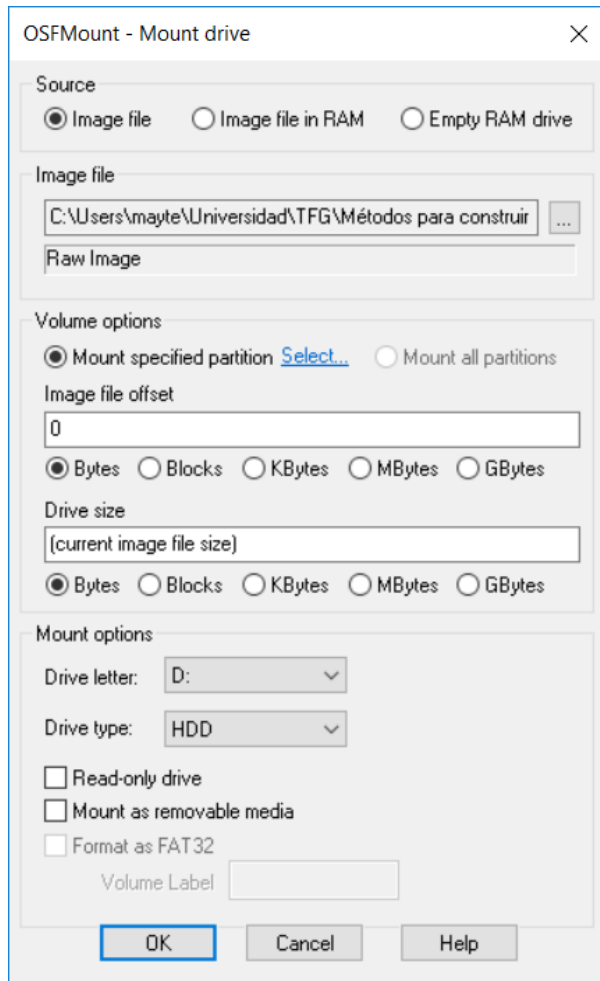 OSFMount - Mount drive
Source
Image file Image file in RAM Empty RAM drive
Image file
C:\Users\mayte\Universidad\TFG\Métodos para construir ...
Raw Image
Volume options
Mount specified partition Select... Mount all partitions
Image file offset
0
Bytes Blocks KBytes MBytes GBytes
Drive size
(current image file size)
Bytes Blocks KBytes MBytes GBytes
Mount options
Drive letter: D:
Drive type: HDD
Read-only drive
Mount as removable media
Format as FAT32
Volume Label
OK Cancel Help